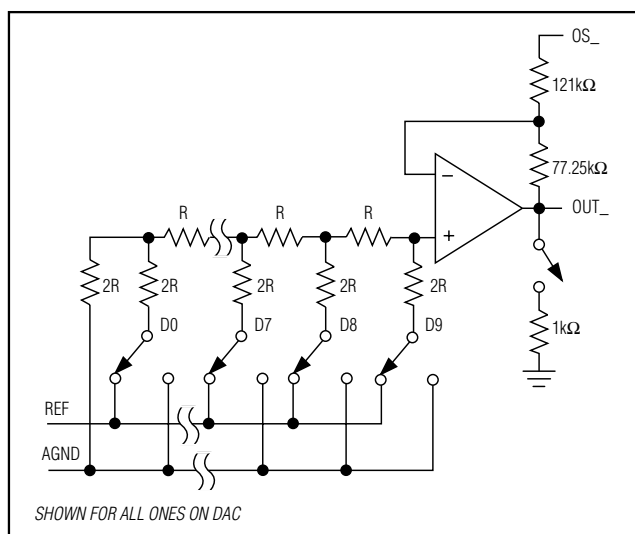 OS_
121kΩ
77.25kΩ
OUT_
R R R
2R 2R 2R 2R 2R
D0 D7 D8 D9
1kΩ
REF
AGND
SHOWN FOR ALL ONES ON DAC
− +